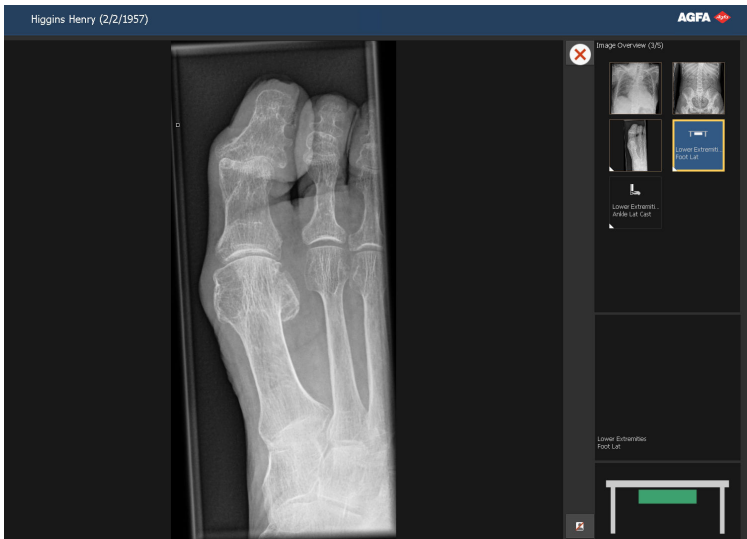 Higgins Henry (2/2/1957)
AGFA
Agfa
Image Overview (3/5)
Lower Extremiti...
Foot Lat
Lower Extremiti...
Ankle Lat Cast
Lower Extremities
Foot Lat